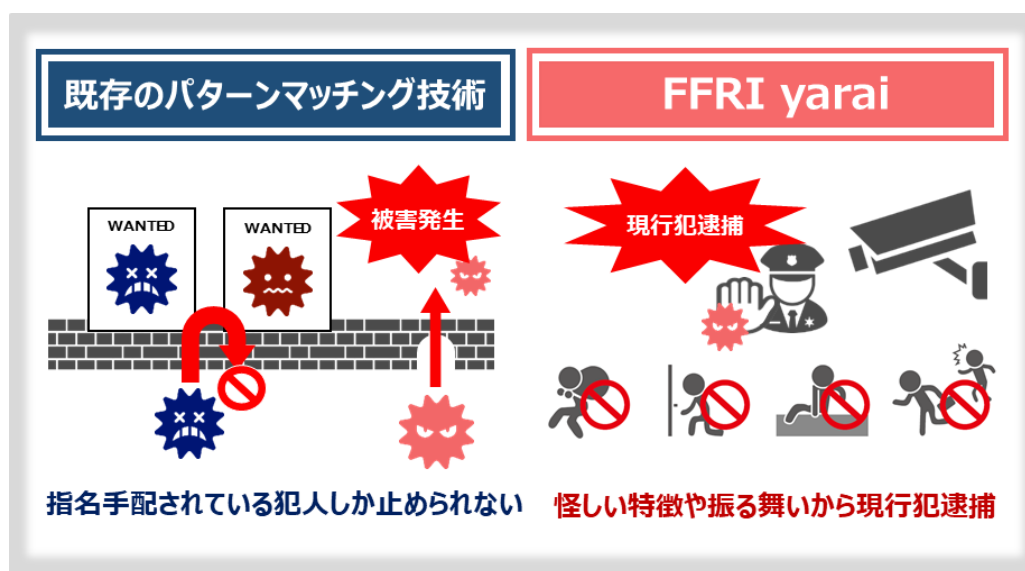 既存のパターンマッチング技術
FFRI yarai
WANTED
WANTED
被害発生
現行犯逮捕
指名手配されている犯人しか止められない
怪しい特徴や振る舞いから現行犯逮捕